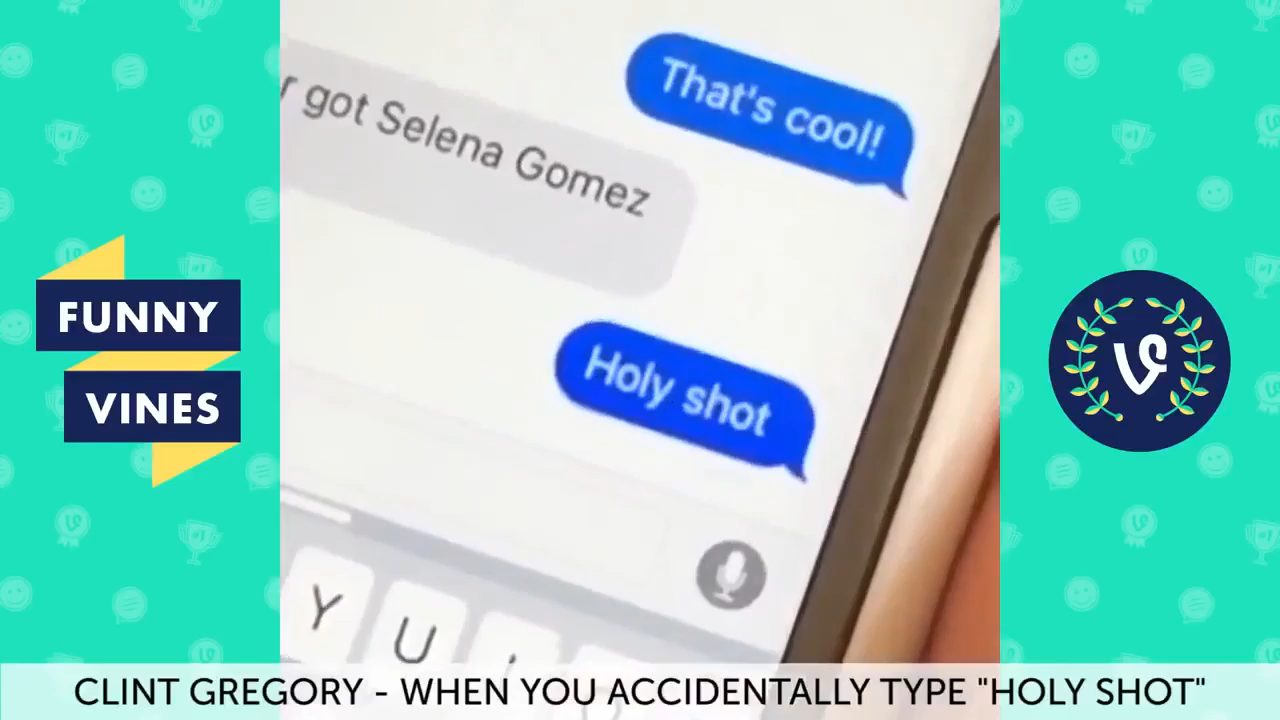 That's cool!
r got Selena Gomez
Holy shot
Y U
FUNNY
VINES
CLINT GREGORY - WHEN YOU ACCIDENTALLY TYPE "HOLY SHOT"